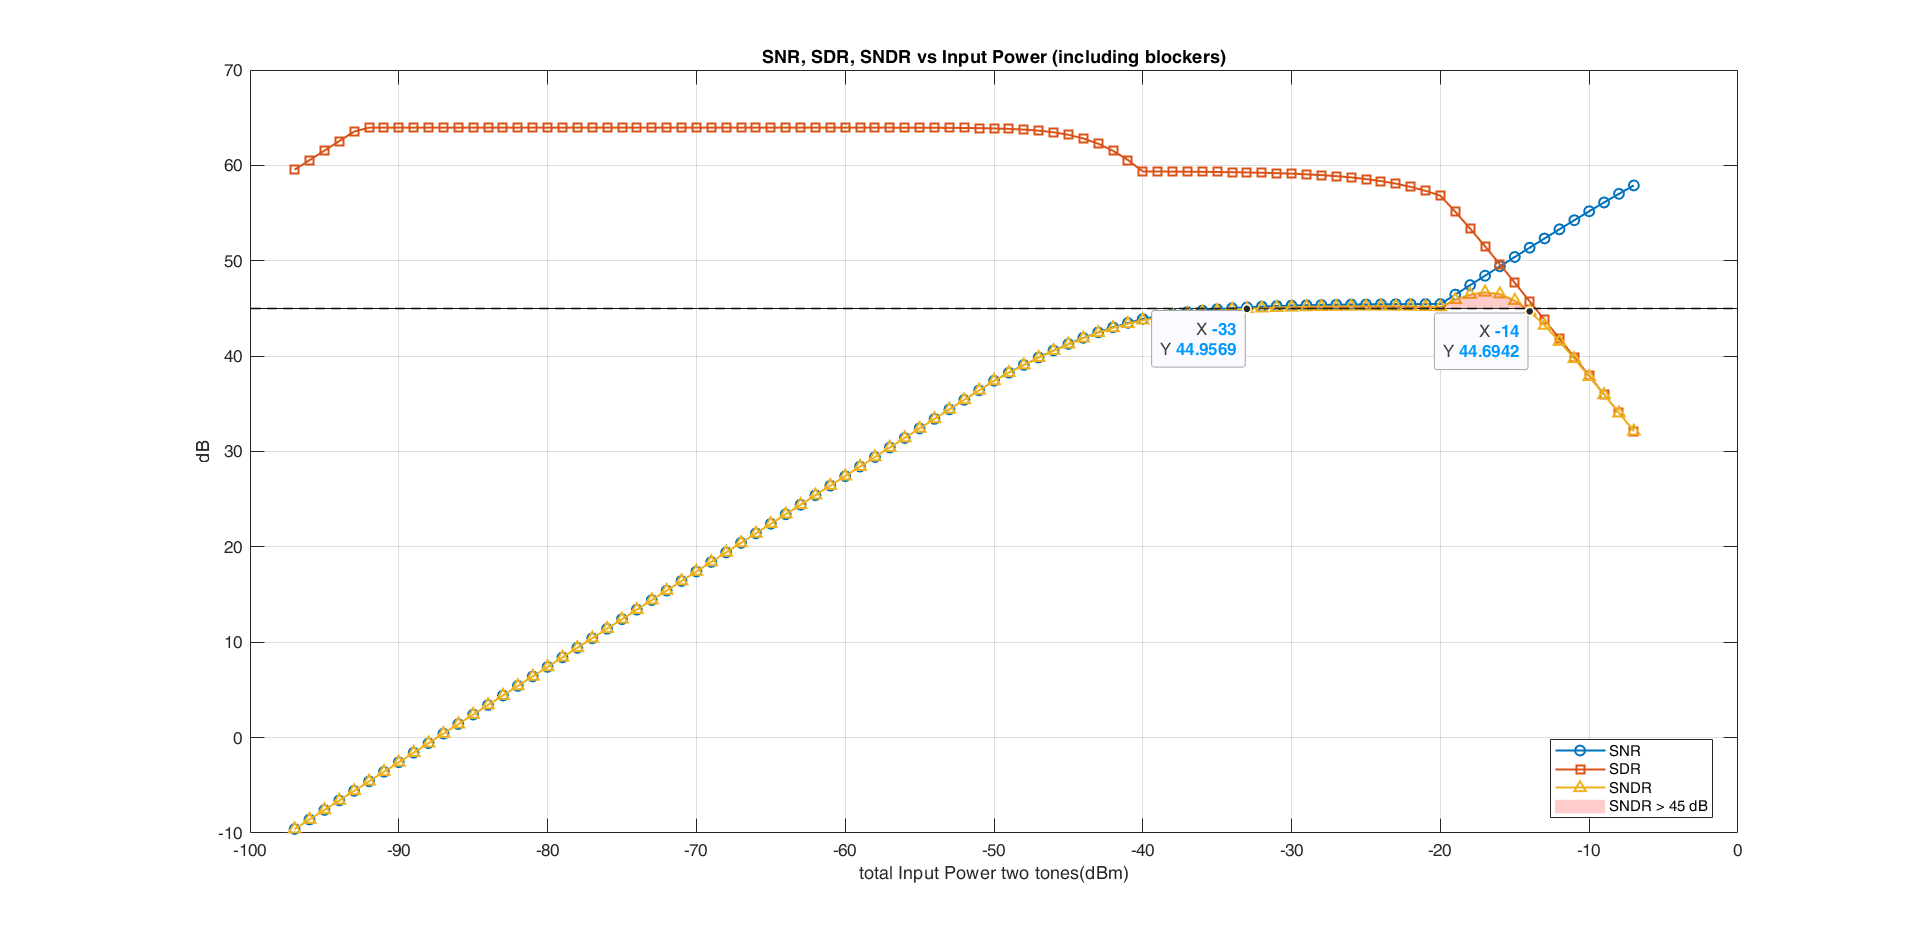 SNR, SDR, SNDR vs Input Power (including blockers)
70
60
50
40
30
20
10
0
-10
dB
X -33
Y 44.9569
X -14
Y 44.6942
SNR
SDR
SNDR
SNDR > 45 dB
-100
-90
-80
-70
-60
-50
-40
-30
-20
-10
0
total Input Power two tones(dBm)